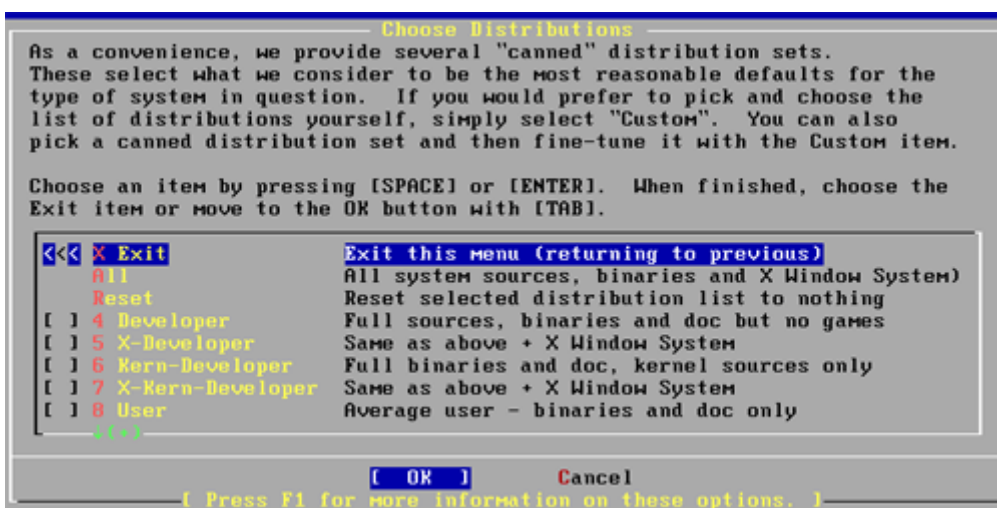 Choose Distributions
As a convenience, we provide several "canned" distribution sets.
These select what we consider to be the most reasonable defaults for the
type of system in question.  If you would prefer to pick and choose the
list of distributions yourself, simply select "Custom".  You can also
pick a canned distribution set and then fine-tune it with the Custom item.
Choose an item by pressing [SPACE] or [ENTER].  When finished, choose the
Exit item or move to the OK button with [TAB].
<<< X Exit Exit this menu (returning to previous)
All All system sources, binaries and X Window System)
Reset Reset selected distribution list to nothing
[ ] 4 Developer Full sources, binaries and doc but no games
[ ] 5 X-Developer Same as above + X Window System
[ ] 6 Kern-Developer Full binaries and doc, kernel sources only
[ ] 7 X-Kern-Developer Same as above + X Window System
[ ] 8 User Average user - binaries and doc only
↓(+)
[ OK ] Cancel
[ Press F1 for more information on these options. ]